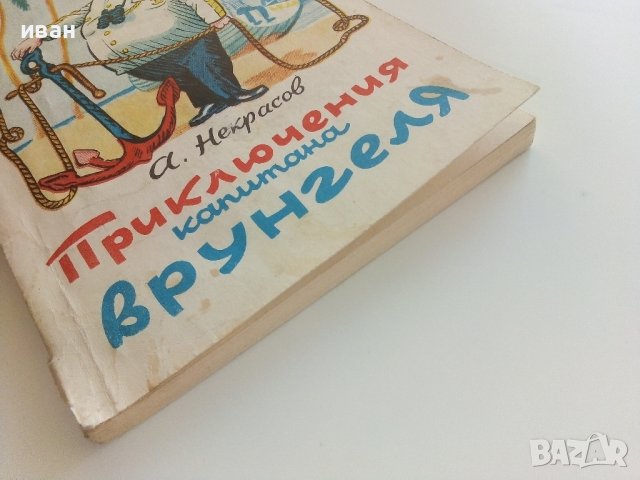 иван
А. Некрасов
Приключения
капитана
Врунгеля
BAZAR